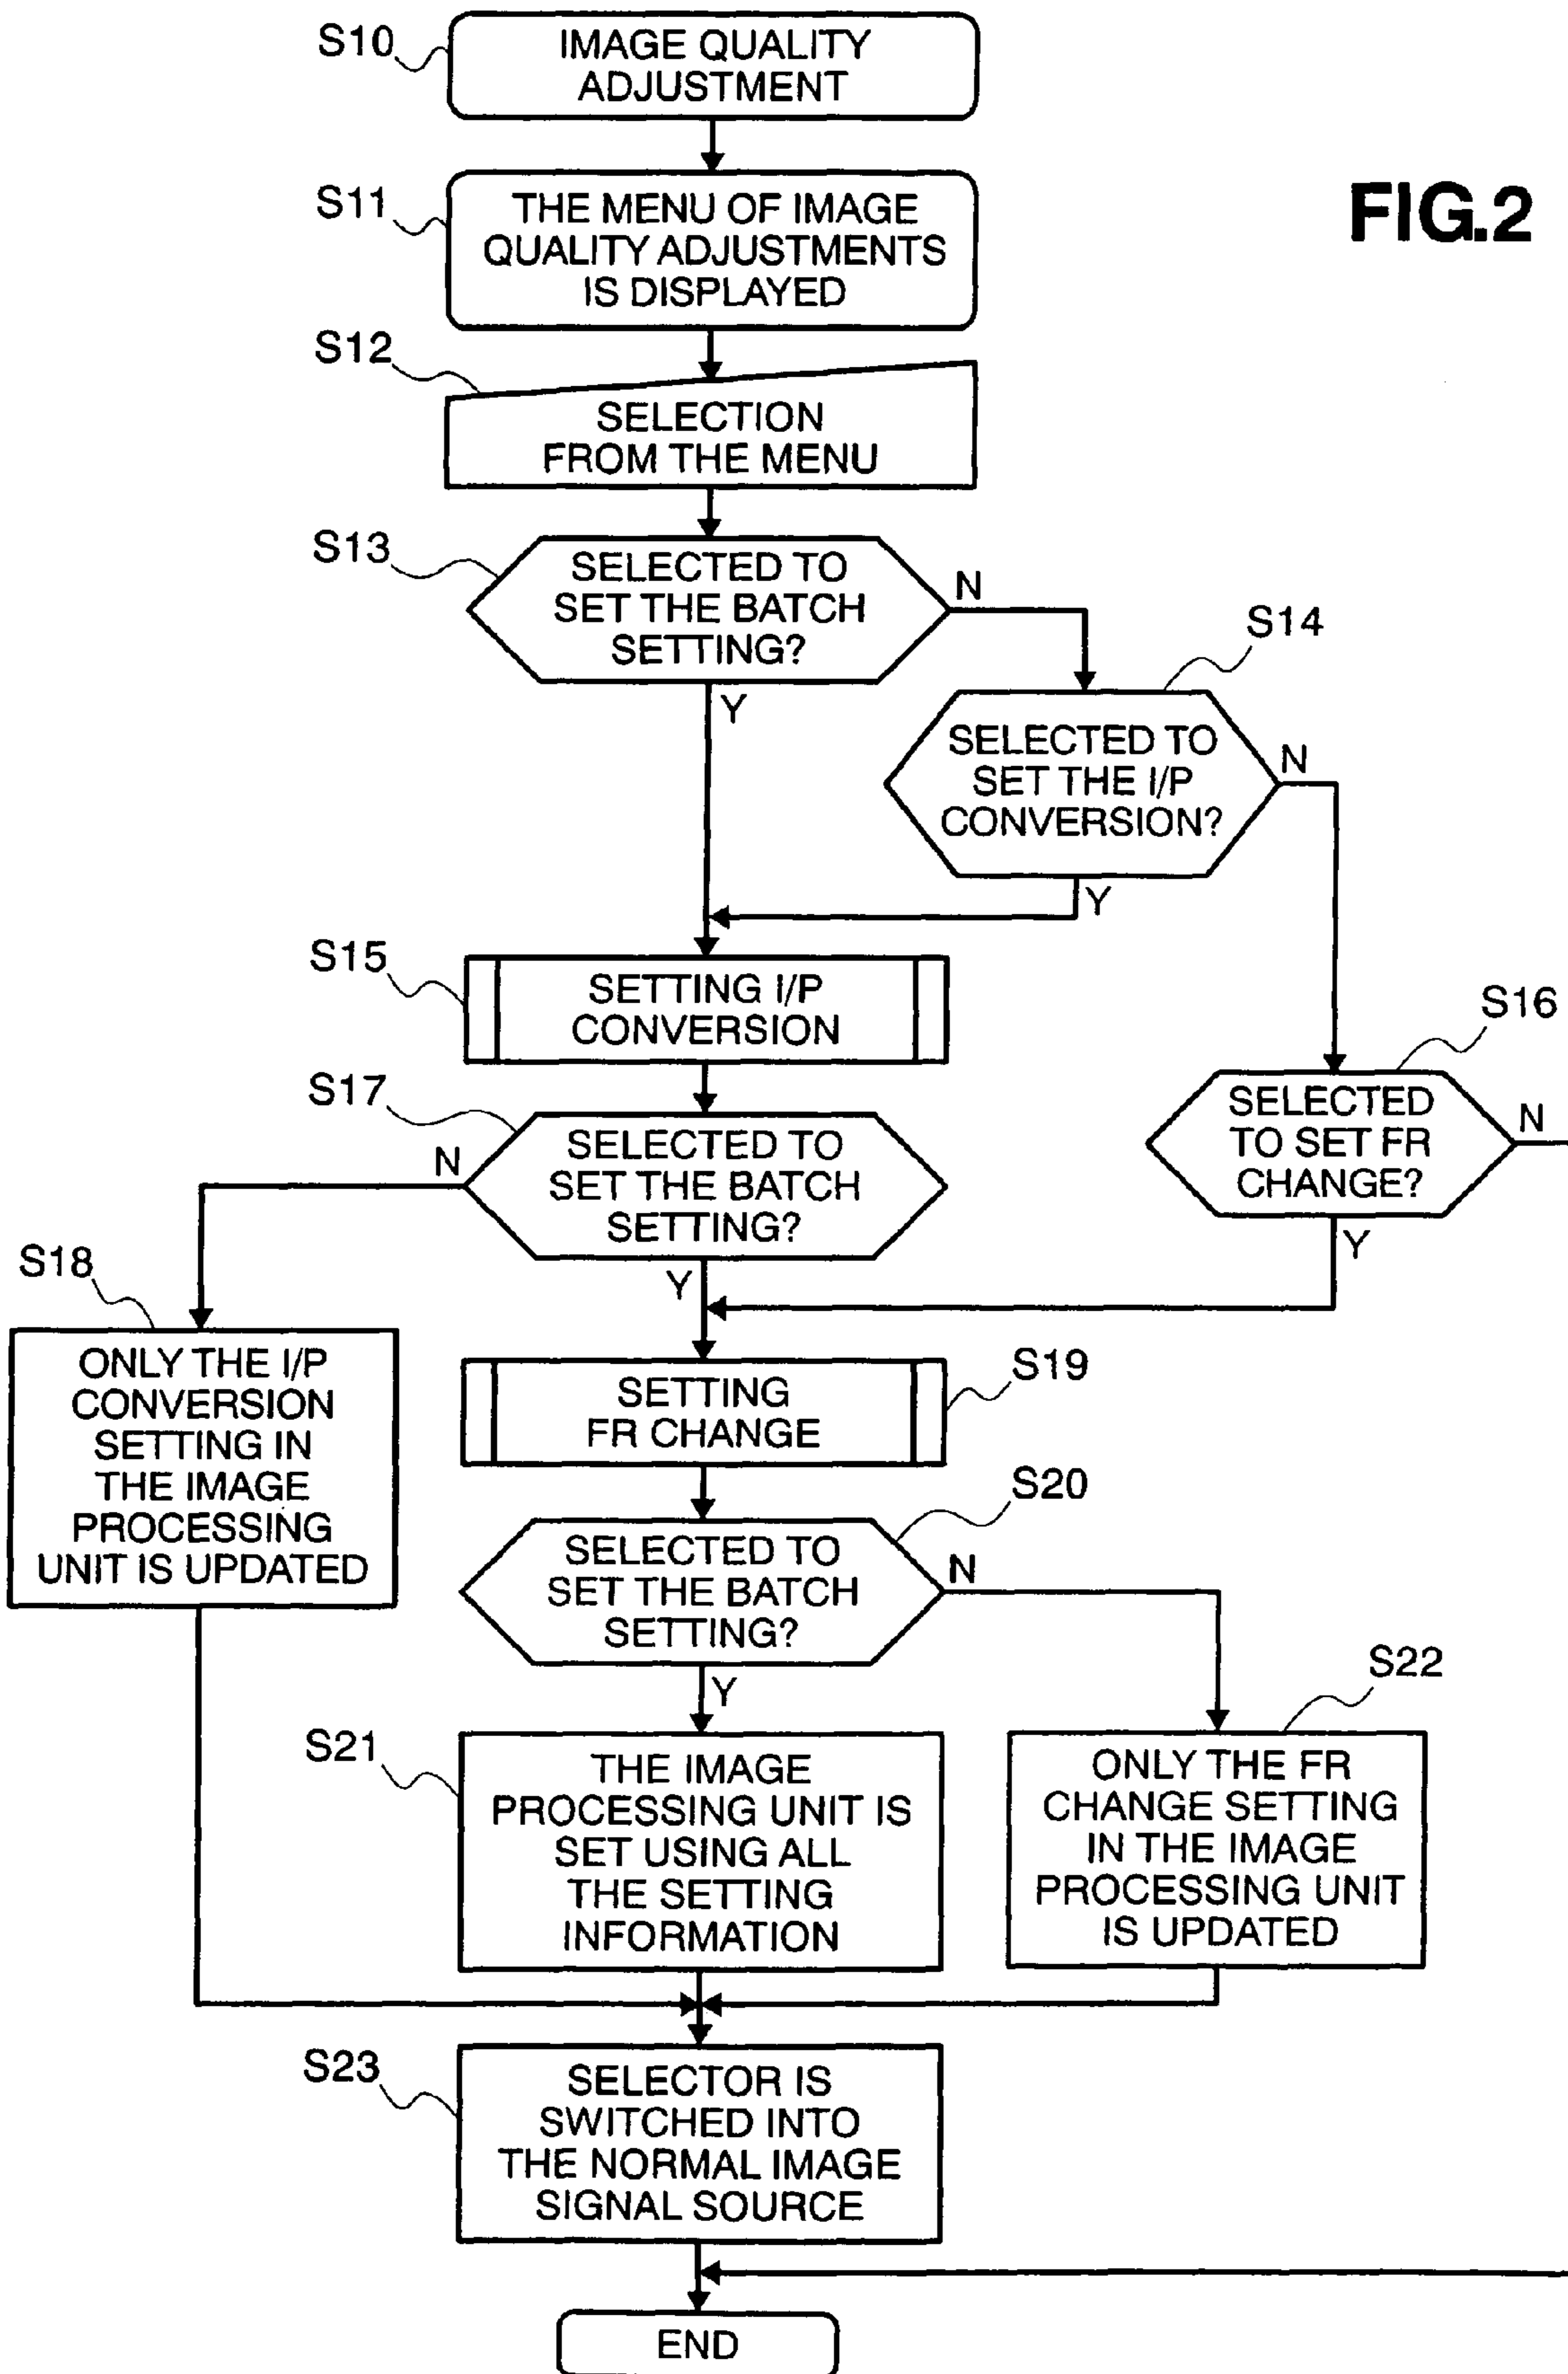 S10
IMAGE QUALITY
ADJUSTMENT
FIG.2
S11
THE MENU OF IMAGE
QUALITY ADJUSTMENTS
IS DISPLAYED
S12
SELECTION
FROM THE MENU
S13
SELECTED TO
SET THE BATCH
SETTING?
N
Y
S14
SELECTED TO
SET THE I/P
CONVERSION?
N
Y
S15
SETTING I/P
CONVERSION
S16
SELECTED
TO SET FR
CHANGE?
N
Y
S17
SELECTED TO
SET THE BATCH
SETTING?
N
Y
S18
ONLY THE I/P
CONVERSION
SETTING IN
THE IMAGE
PROCESSING
UNIT IS UPDATED
S19
SETTING
FR CHANGE
S20
SELECTED TO
SET THE BATCH
SETTING?
N
Y
S21
THE IMAGE
PROCESSING UNIT IS
SET USING ALL
THE SETTING
INFORMATION
S22
ONLY THE FR
CHANGE SETTING
IN THE IMAGE
PROCESSING UNIT
IS UPDATED
S23
SELECTOR IS
SWITCHED INTO
THE NORMAL IMAGE
SIGNAL SOURCE
END